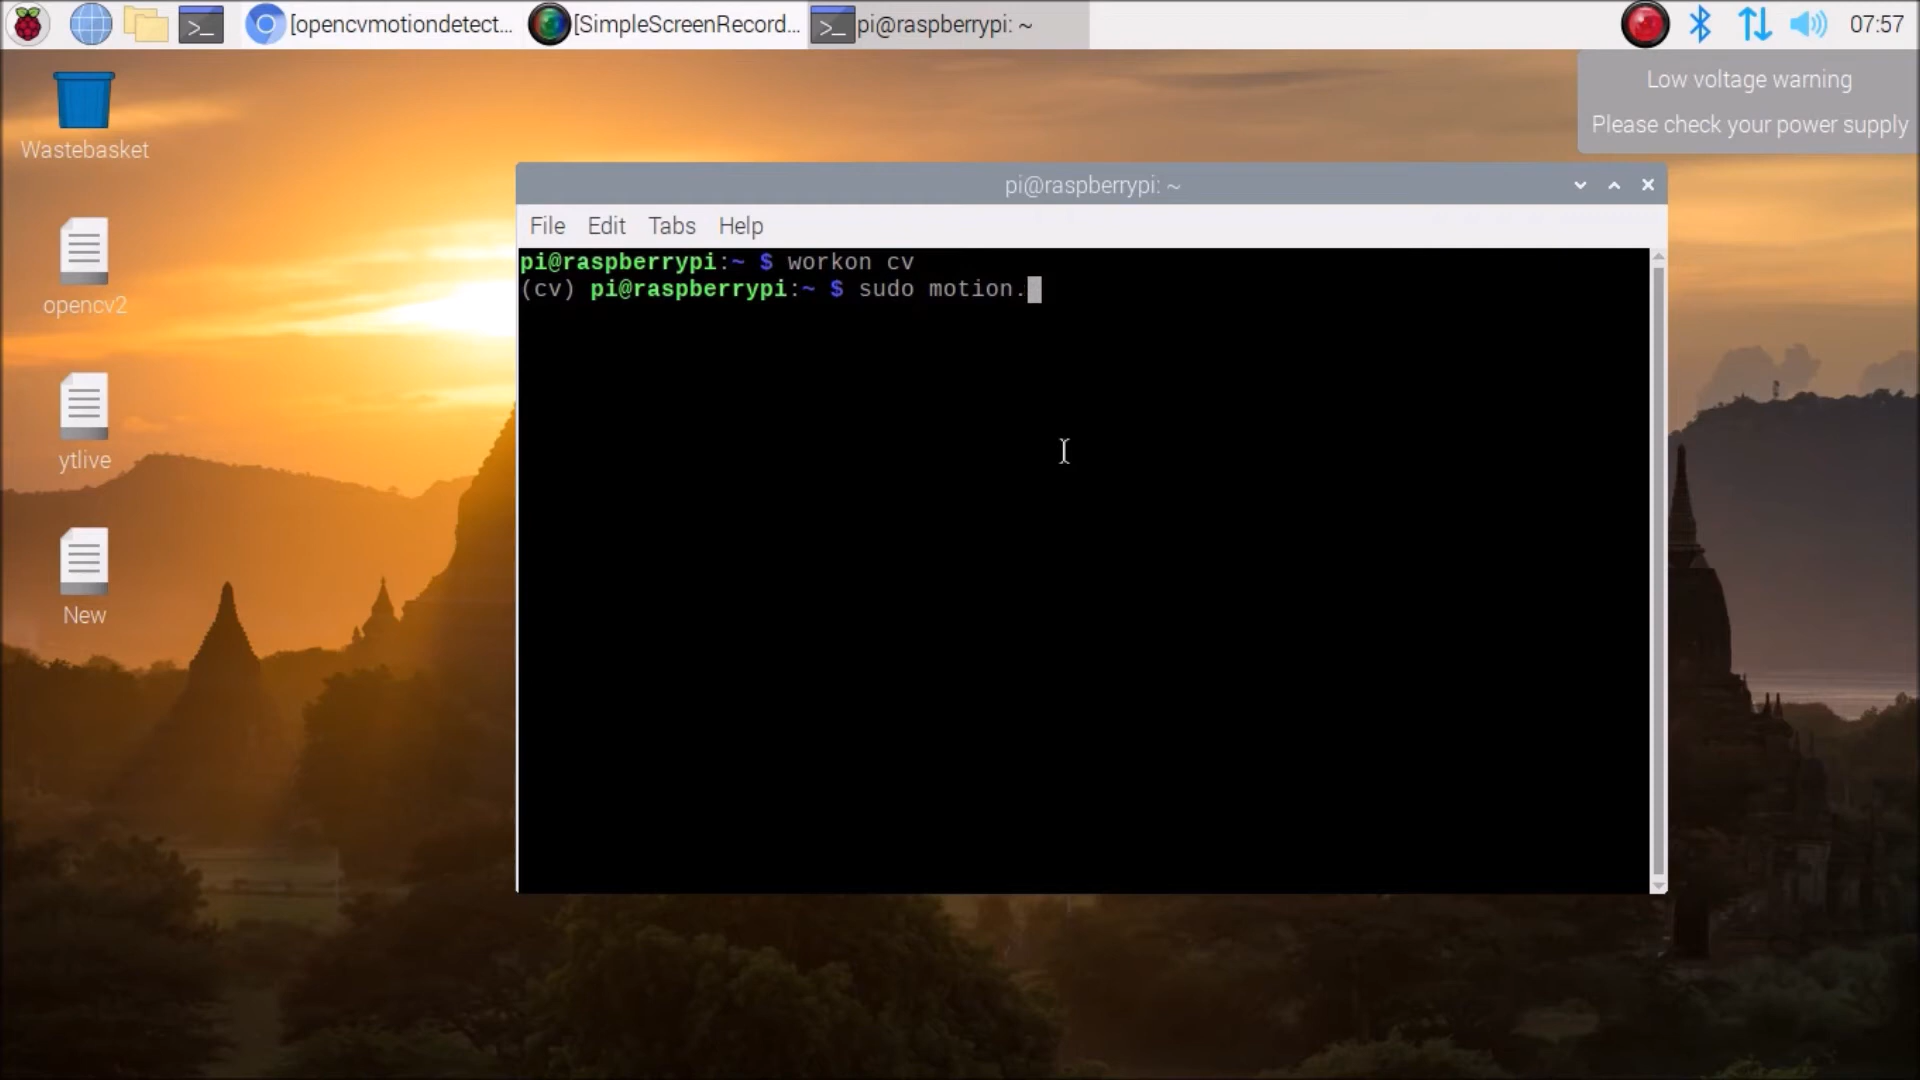 [opencvmotiondetect... [SimpleScreenRecord... pi@raspberrypi: ~ 07:57
Low voltage warning
Please check your power supply
Wastebasket
opencv2
ytlive
New
pi@raspberrypi: ~
File Edit Tabs Help
pi@raspberrypi:~ $ workon cv
(cv) pi@raspberrypi:~ $ sudo motion.